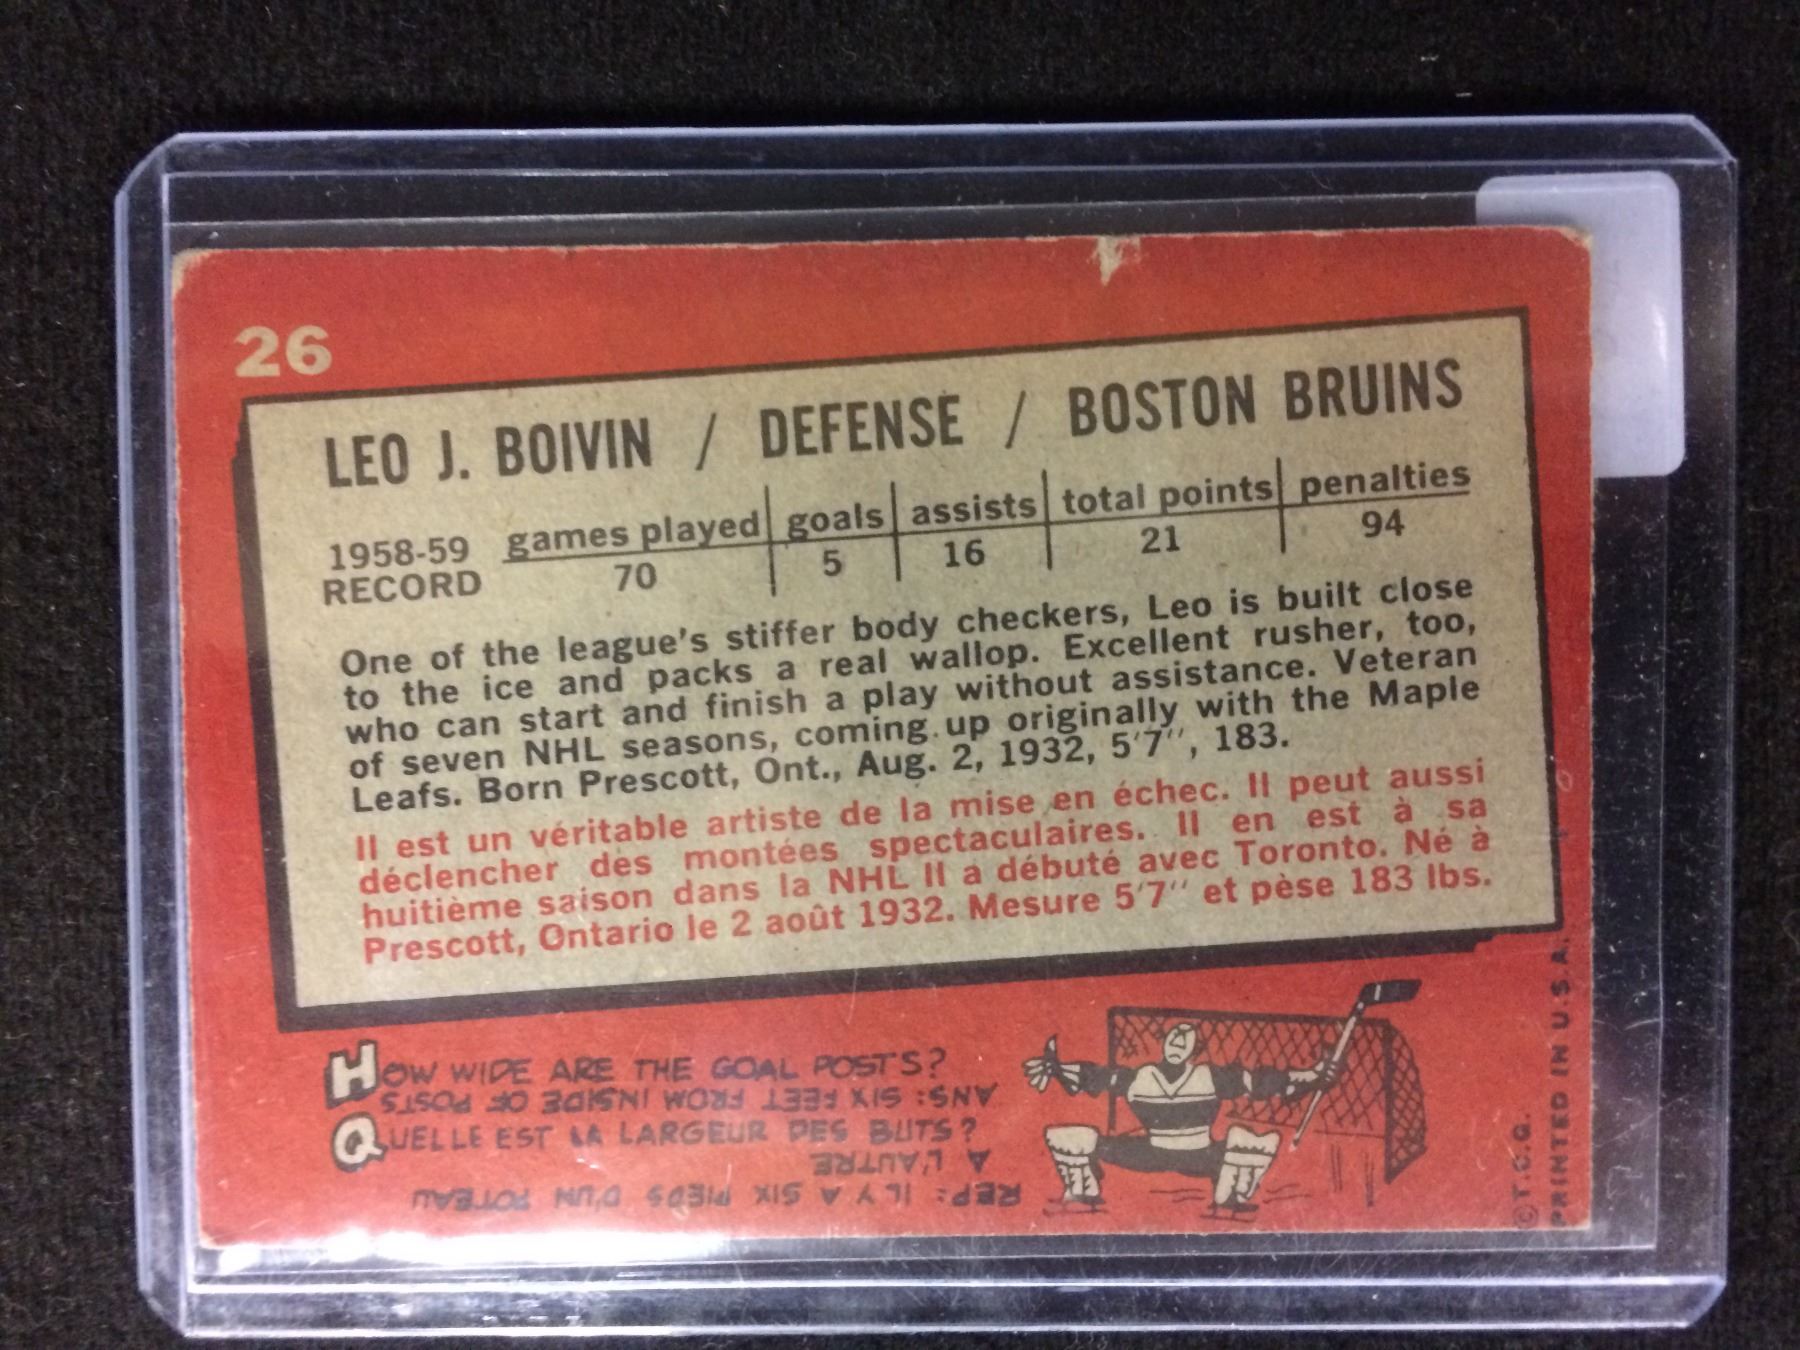 26
LEO J. BOIVIN / DEFENSE / BOSTON BRUINS
games played goals assists total points penalties
1958-59 RECORD 70 5 16 21 94
One of the league's stiffer body checkers, Leo is built close
to the ice and packs a real wallop. Excellent rusher, too,
who can start and finish a play without assistance. Veteran
of seven NHL seasons, coming up originally with the Maple
Leafs. Born Prescott, Ont., Aug. 2, 1932, 5'7", 183.
Il est un véritable artiste de la mise en échec. Il peut aussi
déclencher des montées spectaculaires. Il en est à sa
huitième saison dans la NHL Il a débuté avec Toronto. Né à
Prescott, Ontario le 2 août 1932. Mesure 5'7" et pèse 183 lbs.
HOW WIDE ARE THE GOAL POSTS?
ANS: SIX FEET FROM INSIDE OF POSTS
QUELLE EST LA LARGEUR DES BUTS?
REP: IL Y A SIX PIEDS D'UN POTEAU
A L'AUTRE
© T.C.G.
PRINTED IN U.S.A.